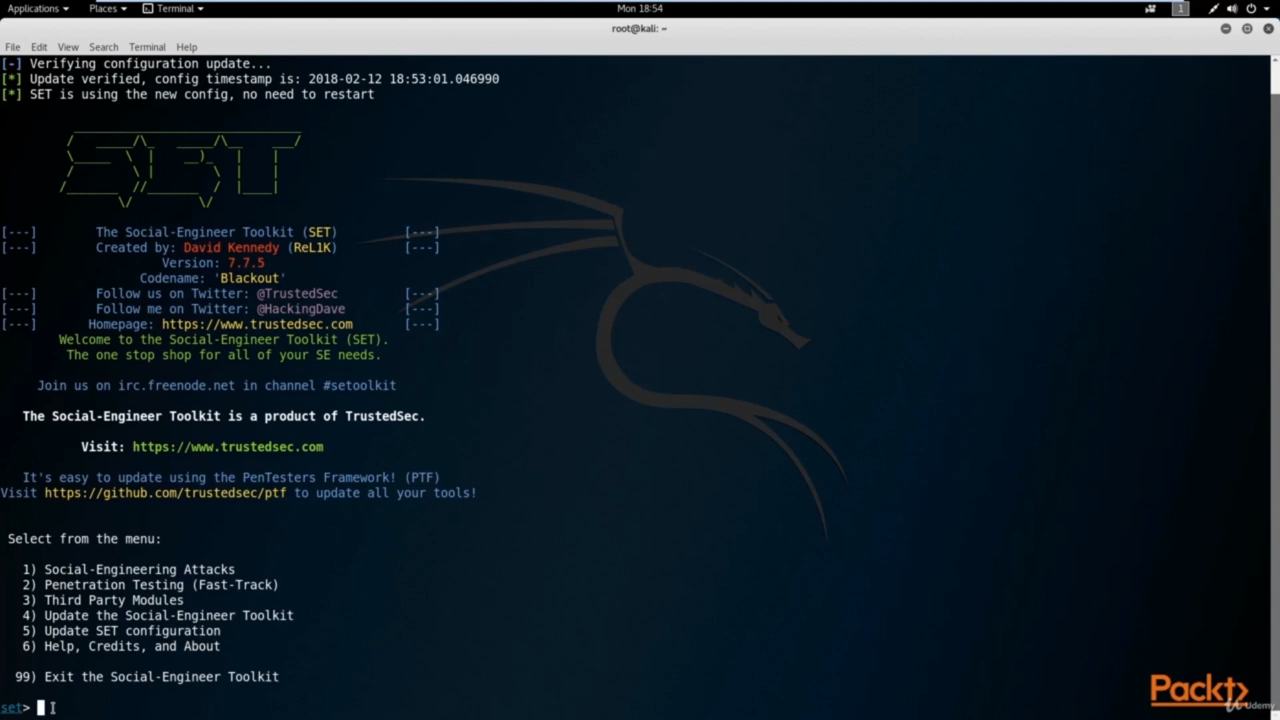 Applications Places Terminal Mon 18:54 1
root@kali: ~
File Edit View Search Terminal Help
[-] Verifying configuration update...
[*] Update verified, config timestamp is: 2018-02-12 18:53:01.046990
[*] SET is using the new config, no need to restart
SET
[---] The Social-Engineer Toolkit (SET) [---]
[---] Created by: David Kennedy (ReL1K) [---]
Version: 7.7.5
Codename: 'Blackout'
[---] Follow us on Twitter: @TrustedSec [---]
[---] Follow me on Twitter: @HackingDave [---]
[---] Homepage: https://www.trustedsec.com [---]
Welcome to the Social-Engineer Toolkit (SET).
The one stop shop for all of your SE needs.
Join us on irc.freenode.net in channel #setoolkit
The Social-Engineer Toolkit is a product of TrustedSec.
Visit: https://www.trustedsec.com
It's easy to update using the PenTesters Framework! (PTF)
Visit https://github.com/trustedsec/ptf to update all your tools!
Select from the menu:
1) Social-Engineering Attacks
2) Penetration Testing (Fast-Track)
3) Third Party Modules
4) Update the Social-Engineer Toolkit
5) Update SET configuration
6) Help, Credits, and About
99) Exit the Social-Engineer Toolkit
set>
Packt
Udemy